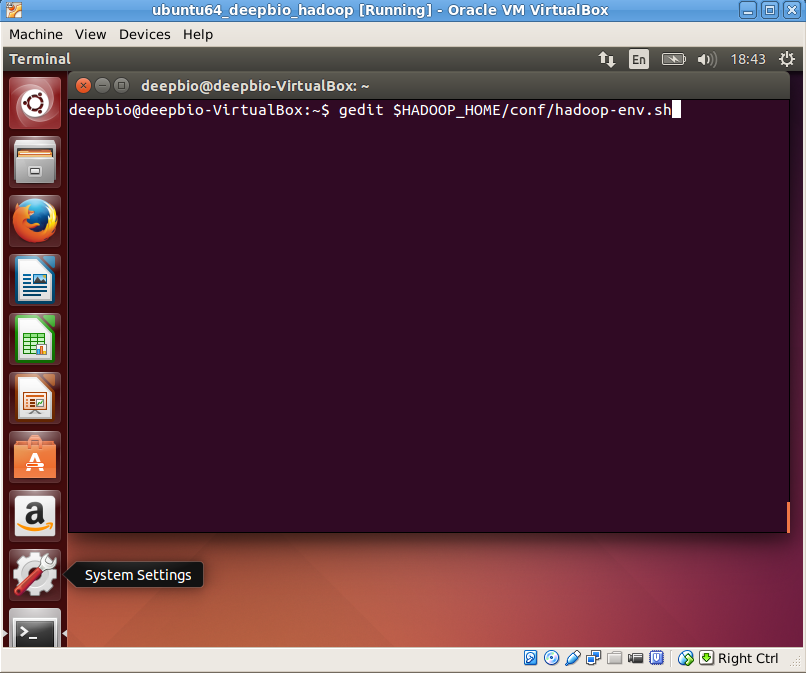 ubuntu64_deepbio_hadoop [Running] - Oracle VM VirtualBox
Machine View Devices Help
Terminal En 18:43
deepbio@deepbio-VirtualBox: ~
deepbio@deepbio-VirtualBox:~$ gedit $HADOOP_HOME/conf/hadoop-env.sh
a
System Settings
>_
Right Ctrl